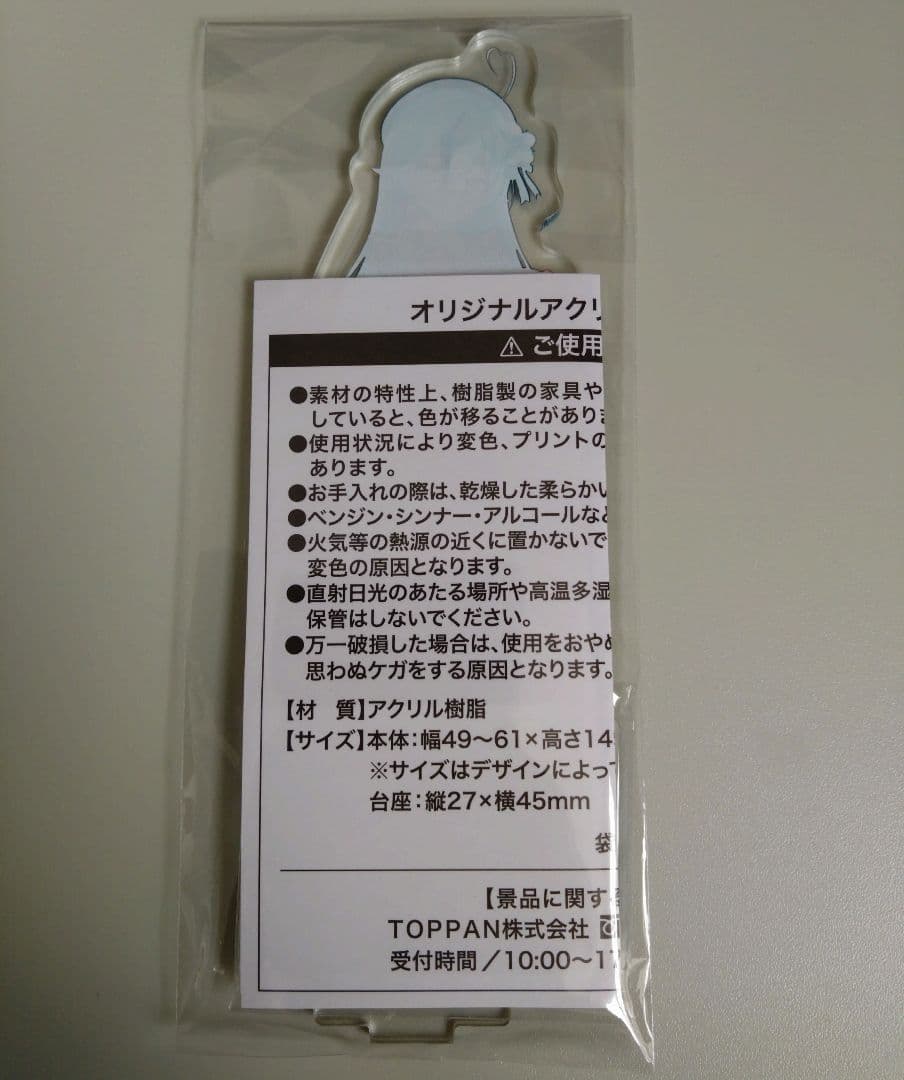 オリジナルアクリ
⚠ ご使用
●素材の特性上、樹脂製の家具や
していると、色が移ることがありま
●使用状況により変色、プリントの
あります。
●お手入れの際は、乾燥した柔らかい
●ベンジン・シンナー・アルコールなど
●火気等の熱源の近くに置かないで
変色の原因となります。
●直射日光のあたる場所や高温多湿
保管はしないでください。
●万一破損した場合は、使用をおやめ
思わぬケガをする原因となります。
【材　質】アクリル樹脂
【サイズ】本体：幅49〜61×高さ14
※サイズはデザインによって
台座：縦27×横45mm
袋
【景品に関する
TOPPAN株式会社
受付時間／10:00〜17